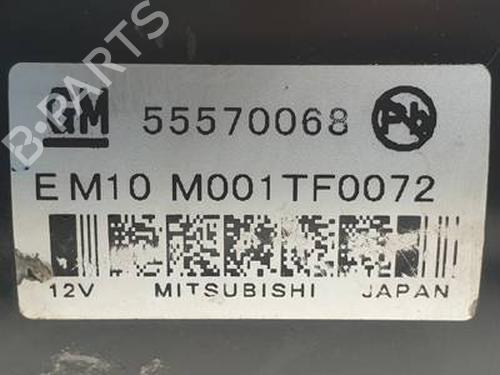 B-PARTS
GM 55570068 Pb
EM10 M001TF0072
12V MITSUBISHI JAPAN